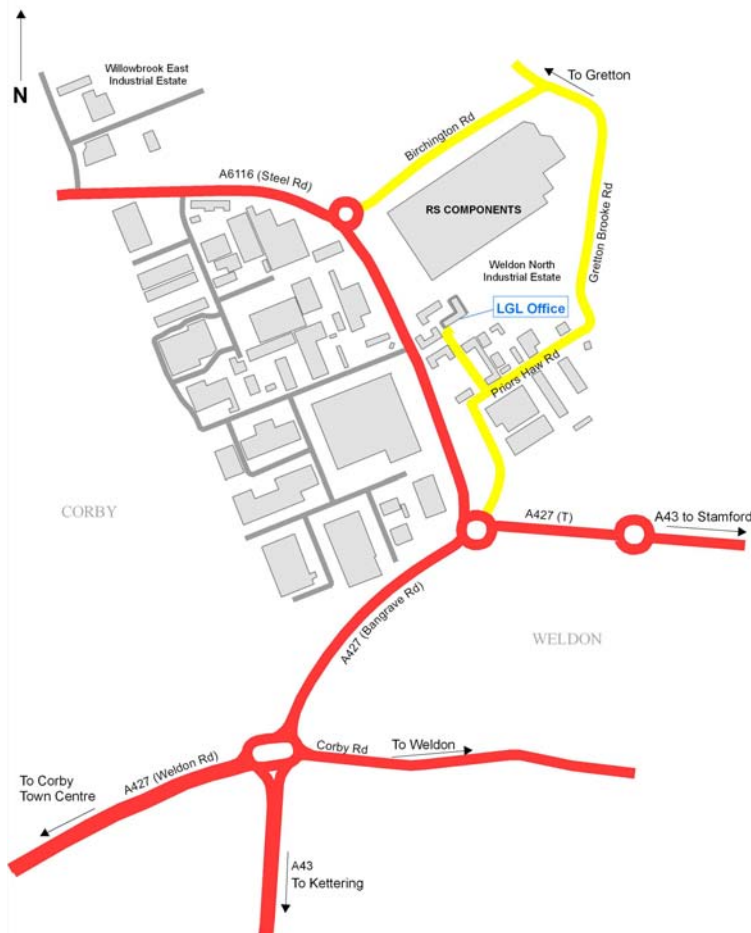 N
Willowbrook East
Industrial Estate
To Gretton
Birchington Rd
A6116 (Steel Rd)
RS COMPONENTS
Gretton Brooke Rd
Weldon North
Industrial Estate
LGL Office
Priors Haw Rd
CORBY
A427 (T)
A43 to Stamford
A427 (Bangrave Rd)
WELDON
Corby Rd
To Weldon
A427 (Weldon Rd)
To Corby
Town Centre
A43
To Kettering